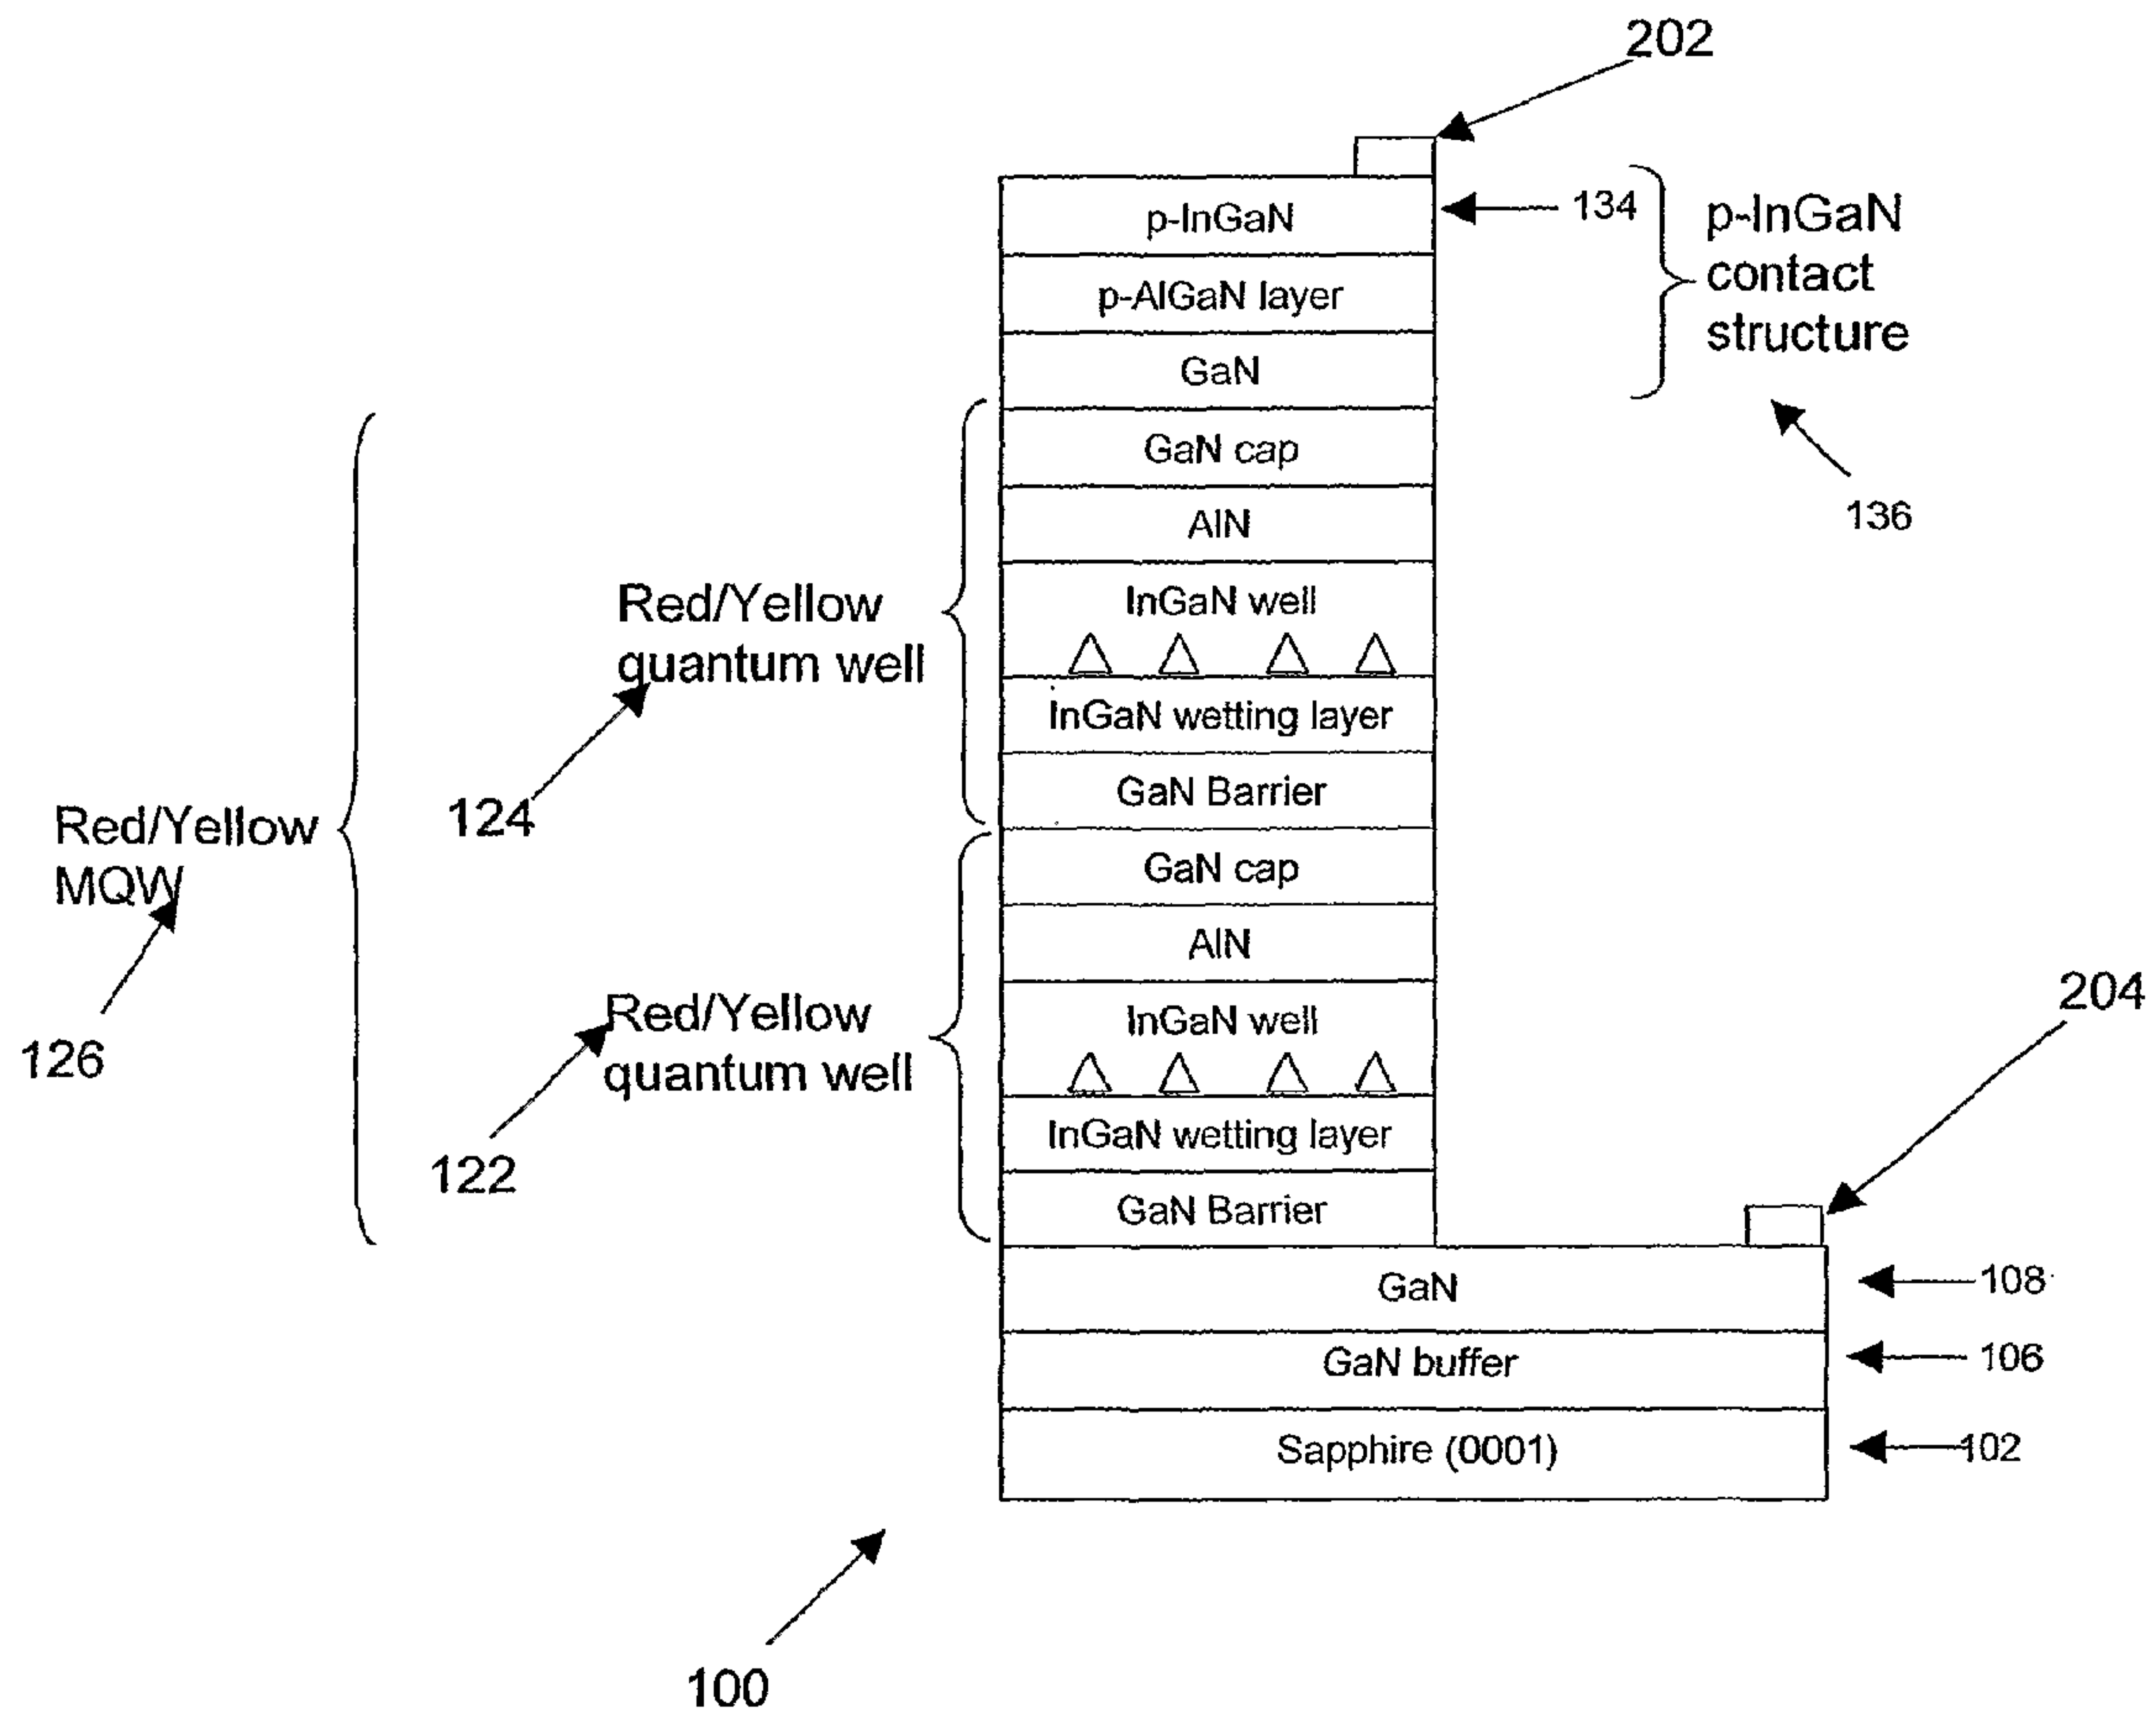 202
p-InGaN
134
p-InGaN
contact
structure
p-AlGaN layer
GaN
GaN cap
136
AlN
Red/Yellow
quantum well
InGaN well
InGaN wetting layer
124
GaN Barrier
Red/Yellow
MQW
GaN cap
AlN
204
126
Red/Yellow
quantum well
InGaN well
InGaN wetting layer
122
GaN Barrier
GaN
108
GaN buffer
106
Sapphire (0001)
102
100